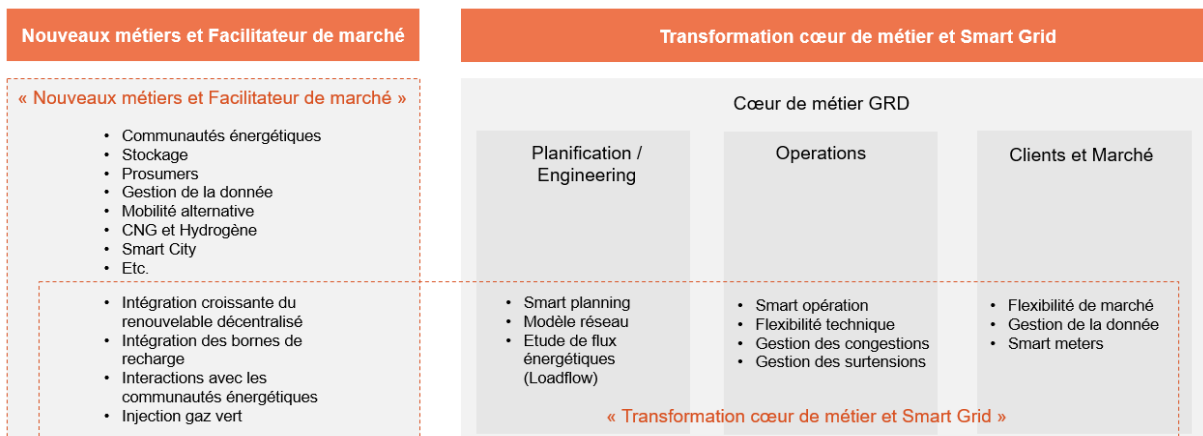 Nouveaux métiers et Facilitateur de marché
Transformation cœur de métier et Smart Grid
« Nouveaux métiers et Facilitateur de marché »
• Communautés énergétiques
• Stockage
• Prosumers
• Gestion de la donnée
• Mobilité alternative
• CNG et Hydrogène
• Smart City
• Etc.
• Intégration croissante du
renouvelable décentralisé
• Intégration des bornes de
recharge
• Interactions avec les
communautés énergétiques
• Injection gaz vert
Cœur de métier GRD
Planification /
Engineering
• Smart planning
• Modèle réseau
• Etude de flux
énergétiques
(Loadflow)
Operations
• Smart opération
• Flexibilité technique
• Gestion des congestions
• Gestion des surtensions
Clients et Marché
• Flexibilité de marché
• Gestion de la donnée
• Smart meters
« Transformation cœur de métier et Smart Grid »